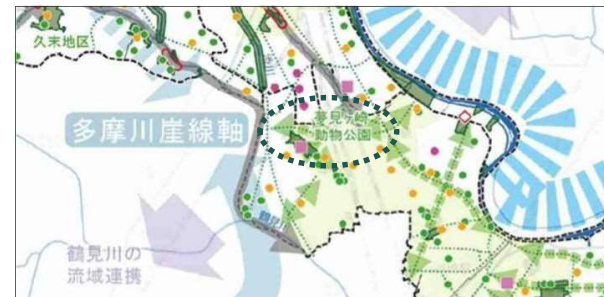 久末地区
夢見ヶ崎
動物公園
多摩川崖線軸
鶴見川の
流域連携